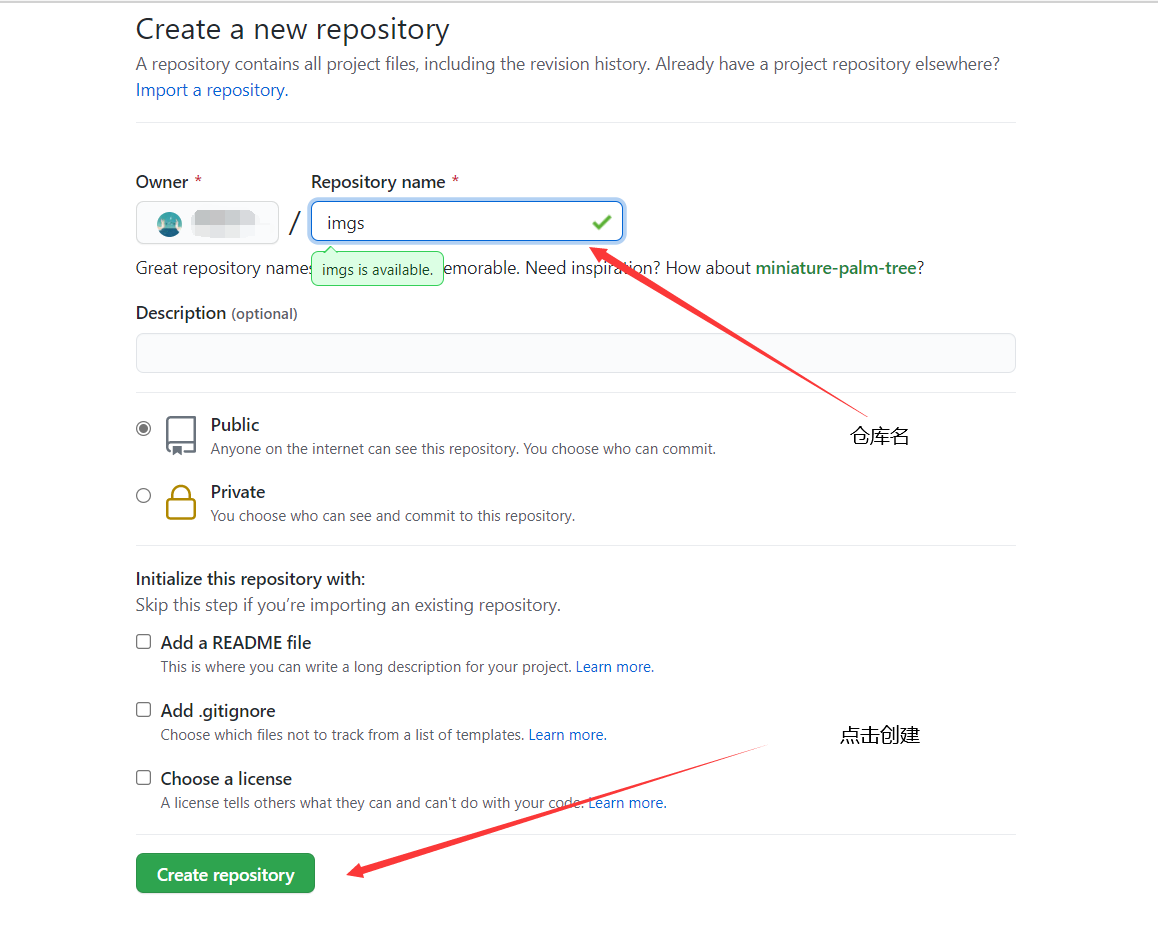 Create a new repository
A repository contains all project files, including the revision history. Already have a project repository elsewhere?
Import a repository.
Owner *
Repository name *
/
imgs
Great repository names
imgs is available.
emorable. Need inspiration? How about miniature-palm-tree?
Description (optional)
仓库名
Public
Anyone on the internet can see this repository. You choose who can commit.
Private
You choose who can see and commit to this repository.
Initialize this repository with:
Skip this step if you’re importing an existing repository.
Add a README file
This is where you can write a long description for your project. Learn more.
Add .gitignore
Choose which files not to track from a list of templates. Learn more.
点击创建
Choose a license
A license tells others what they can and can't do with your code. Learn more.
Create repository